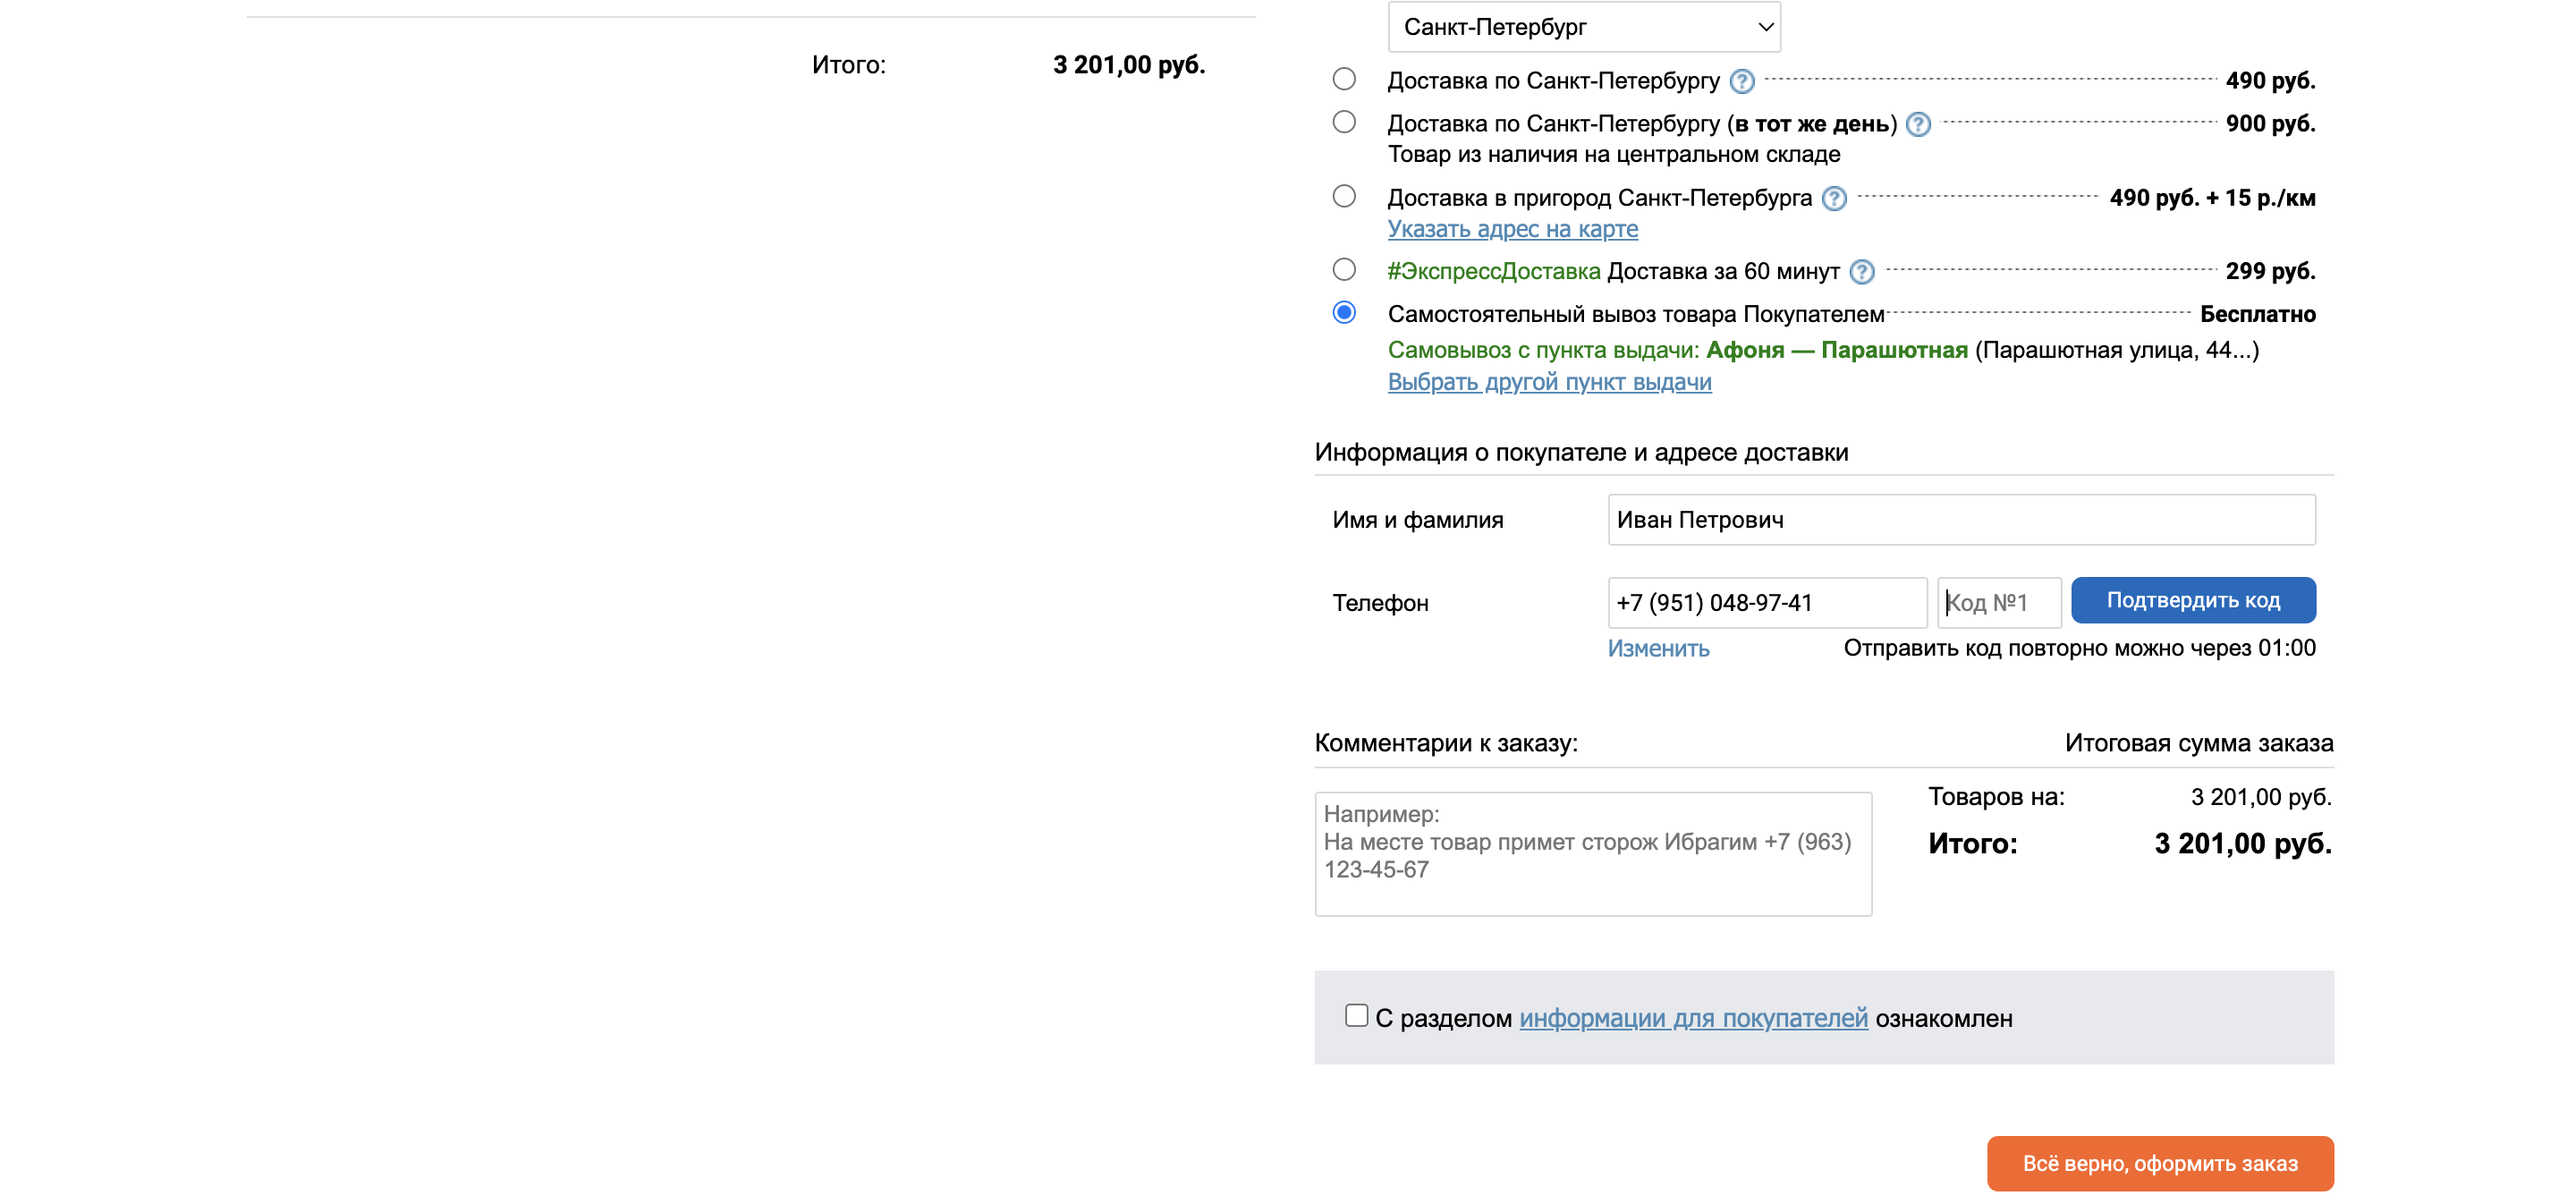 Итого: 3 201,00 руб.
Санкт-Петербург
Доставка по Санкт-Петербургу ? 490 руб.
Доставка по Санкт-Петербургу (в тот же день) ? 900 руб.
Товар из наличия на центральном складе
Доставка в пригород Санкт-Петербурга ? 490 руб. + 15 р./км
Указать адрес на карте
#ЭкспрессДоставка Доставка за 60 минут ? 299 руб.
Самостоятельный вывоз товара Покупателем Бесплатно
Самовывоз с пункта выдачи: Афоня — Парашютная (Парашютная улица, 44...)
Выбрать другой пункт выдачи
Информация о покупателе и адресе доставки
Имя и фамилия Иван Петрович
Телефон +7 (951) 048-97-41 Код №1 Подтвердить код
Изменить Отправить код повторно можно через 01:00
Комментарии к заказу: Итоговая сумма заказа
Например:
На месте товар примет сторож Ибрагим +7 (963)
123-45-67
Товаров на: 3 201,00 руб.
Итого: 3 201,00 руб.
С разделом информации для покупателей ознакомлен
Всё верно, оформить заказ